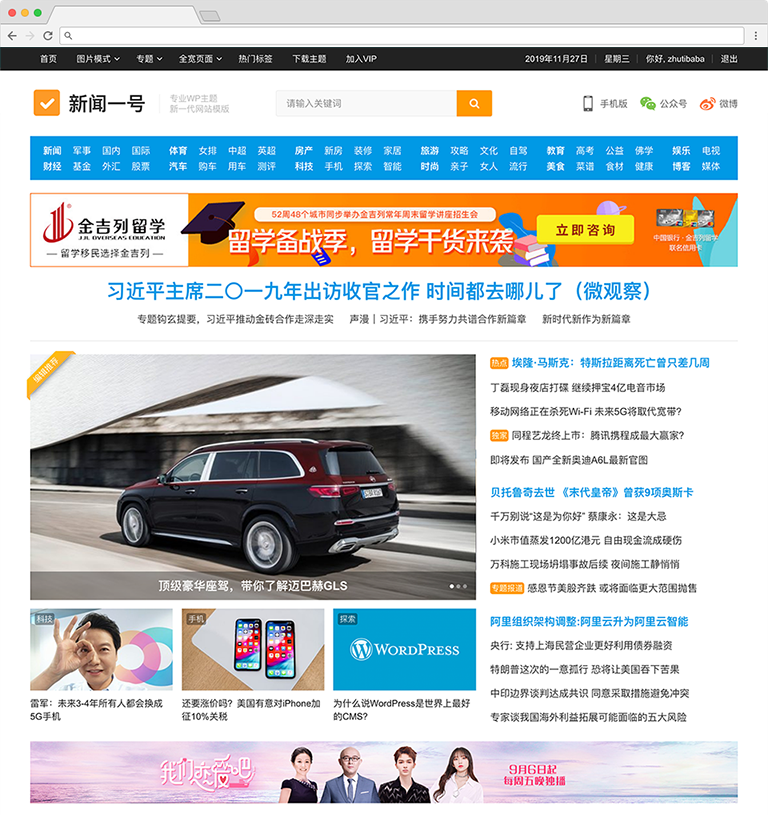 首页 图片模式 专题 全宽页面 热门标签 下载主题 加入VIP 2019年11月27日 星期三 你好, zhutibaba 退出
新闻一号
专业WP主题
新一代网站模版
请输入关键词
手机版 公众号 微博
新闻 军事 国内 国际 体育 女排 中超 英超 房产 新房 装修 家居 旅游 攻略 文化 自驾 教育 高考 公益 佛学 娱乐 电视
财经 基金 外汇 股票 汽车 购车 用车 测评 科技 手机 探索 智能 时尚 亲子 女人 流行 美食 菜谱 食材 健康 博客 媒体
金吉列留学
JJL OVERSEAS EDUCATION
— 留学移民选择金吉列 —
52周48个城市同步举办金吉列常年周末留学讲座招生会
留学备战季，留学干货来袭
立即咨询
中国银行 · 金吉列留学
联名信用卡
习近平主席二〇一九年出访收官之作 时间都去哪儿了（微观察）
专题钩玄提要，习近平推动金砖合作走深走实 声漫｜习近平：携手努力共谱合作新篇章 新时代新作为新篇章
编辑推荐
顶级豪华座驾，带你了解迈巴赫GLS
热点 埃隆·马斯克：特斯拉距离死亡曾只差几周
丁磊现身夜店打碟 继续押宝4亿电音市场
移动网络正在杀死Wi-Fi 未来5G将取代宽带?
独家 同程艺龙终上市：腾讯携程成最大赢家?
即将发布 国产全新奥迪A6L最新官图
贝托鲁奇去世 《末代皇帝》曾获9项奥斯卡
千万别说“这是为你好” 蔡康永：这是大忌
小米市值蒸发1200亿港元 自由现金流成硬伤
万科施工现场坍塌事故后续 夜间施工静悄悄
专题报道 感恩节美股齐跌 或将面临更大范围抛售
阿里组织架构调整:阿里云升为阿里云智能
央行: 支持上海民营企业更好利用债券融资
特朗普这次的一意孤行 恐将让美国吞下苦果
中印边界谈判达成共识 同意采取措施避免冲突
专家谈我国海外利益拓展可能面临的五大风险
科技
雷军：未来3-4年所有人都会换成
5G手机
手机
还要涨价吗？美国有意对iPhone加
征10%关税
探索
WORDPRESS
为什么说WordPress是世界上最好
的CMS?
我们恋爱吧
9月6日起
每周五晚独播